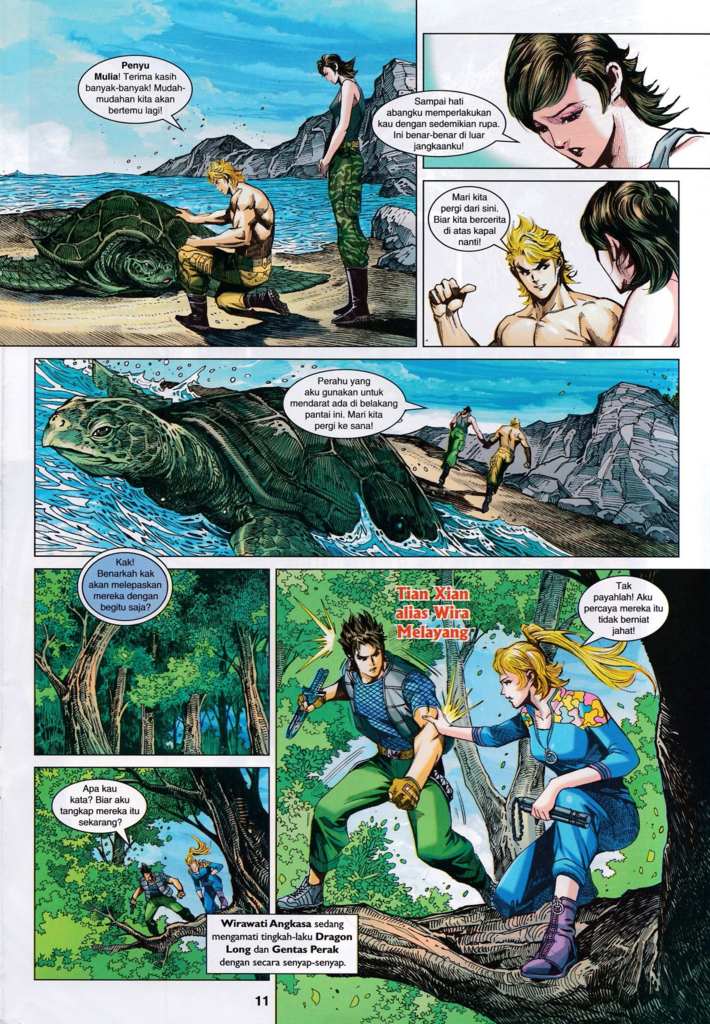 Penyu
Mulia! Terima kasih
banyak-banyak! Mudah-
mudahan kita akan
bertemu lagi!
Sampai hati
abangku memperlakukan
kau dengan sedemikian rupa.
Ini benar-benar di luar
jangkaanku!
Mari kita
pergi dari sini.
Biar kita bercerita
di atas kapal
nanti!
Perahu yang
aku gunakan untuk
mendarat ada di belakang
pantai ini. Mari kita
pergi ke sana!
Kak!
Benarkah kak
akan melepaskan
mereka dengan
begitu saja?
Tian Xian
alias Wira
Melayang
Tak
payahlah! Aku
percaya mereka itu
tidak berniat
jahat!
Apa kau
kata? Biar aku
tangkap mereka itu
sekarang?
Wirawati Angkasa sedang
mengamati tingkah-laku Dragon
Long dan Gentas Perak
dengan secara senyap-senyap.
11